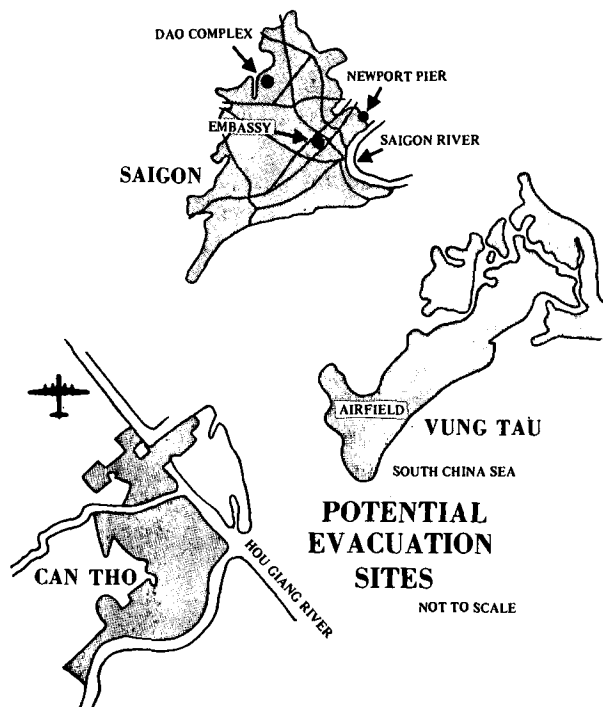 DAO COMPLEX
NEWPORT PIER
EMBASSY
SAIGON RIVER
SAIGON
AIRFIELD
VUNG TAU
SOUTH CHINA SEA
POTENTIAL
EVACUATION
SITES
NOT TO SCALE
CAN THO
HOU GIANG RIVER